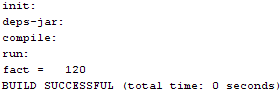 init:
deps-jar:
compile:
run:
fact =   120
BUILD SUCCESSFUL (total time: 0 seconds)